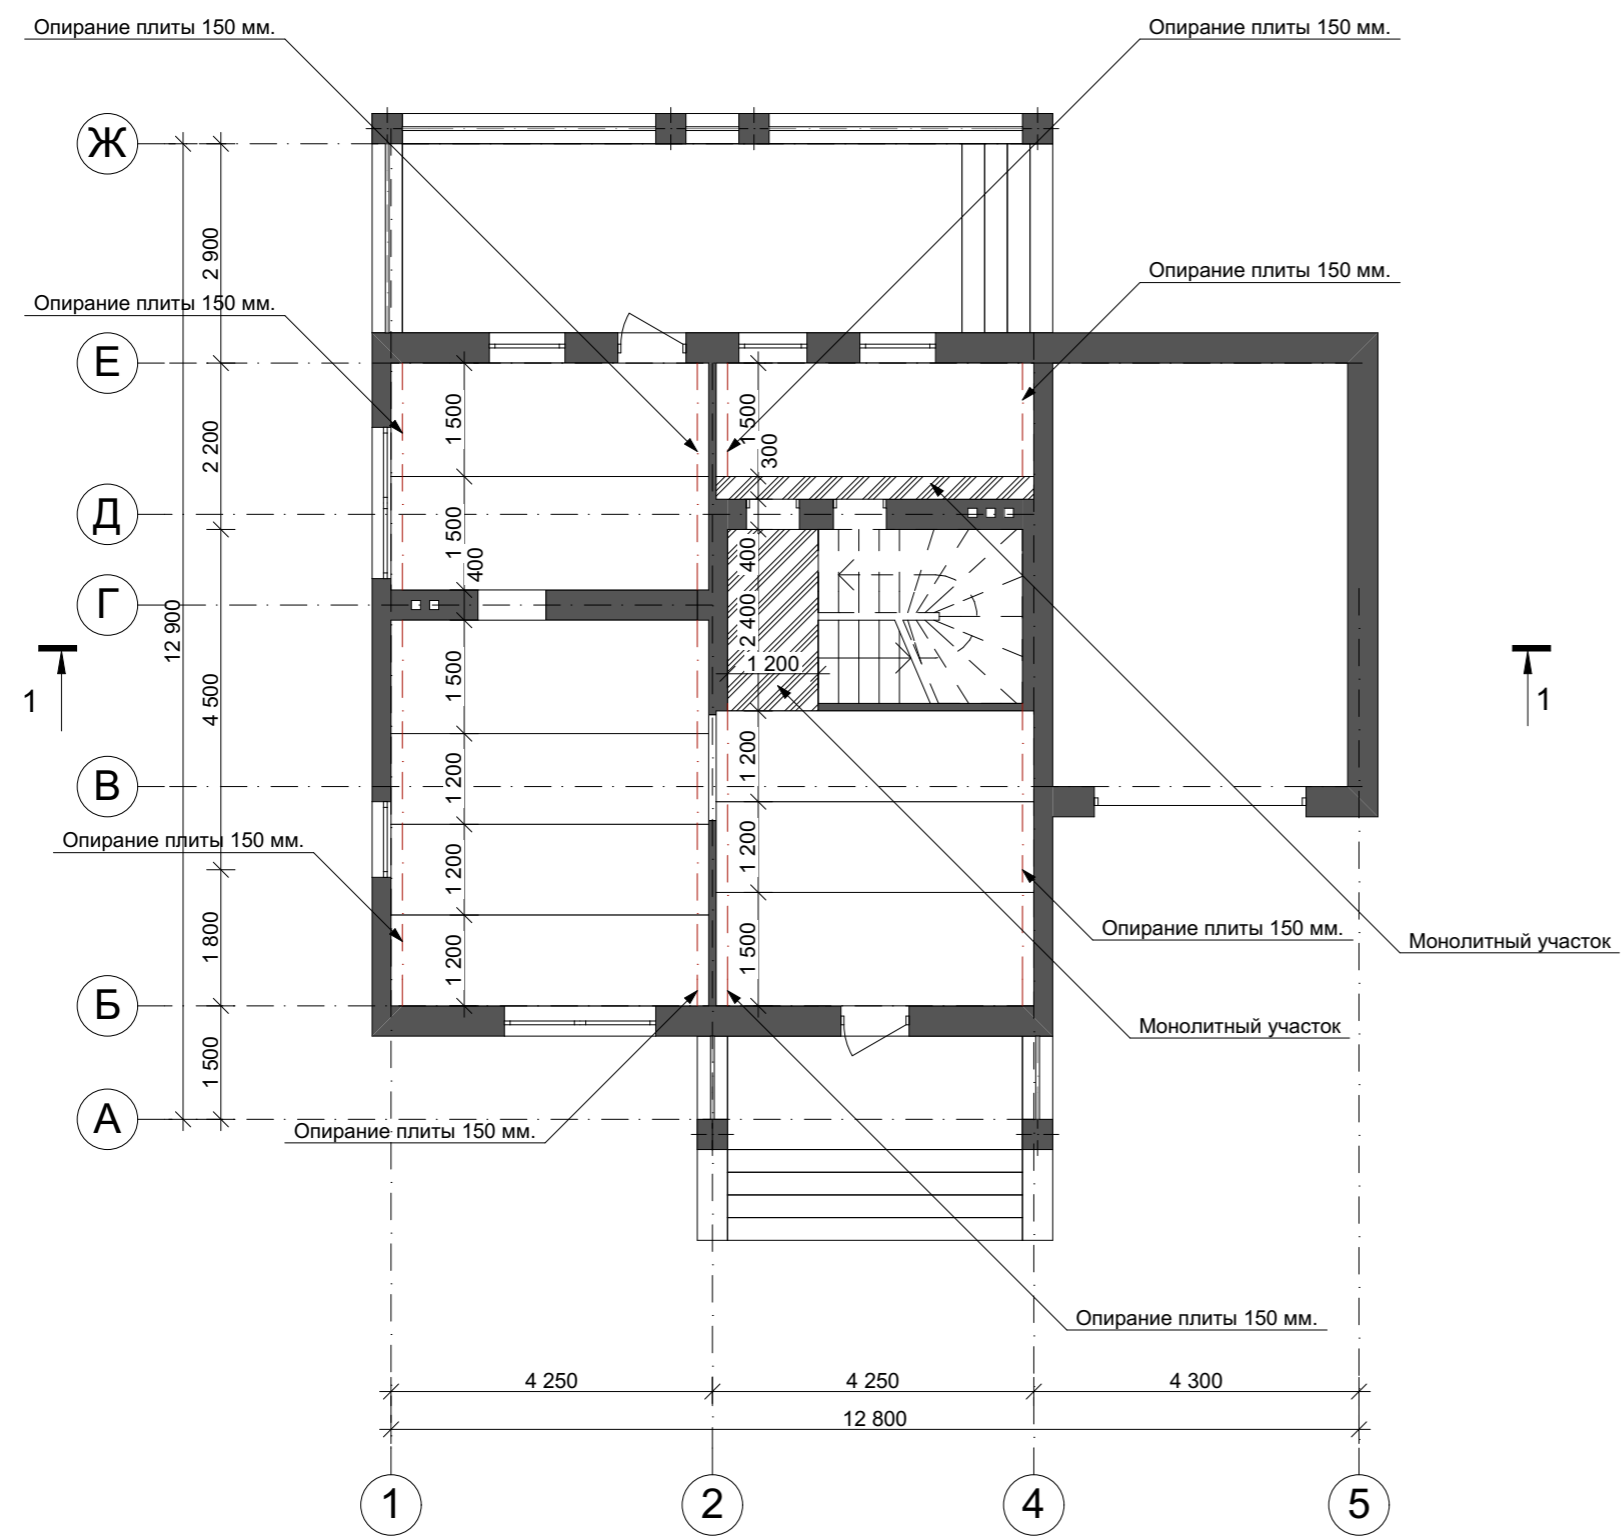 Опирание плиты 150 мм.
Опирание плиты 150 мм.
Ж
2 900
Опирание плиты 150 мм.
Опирание плиты 150 мм.
Е
1 500
1 500
2 200
300
Д
1 500
400
400
Г
12 900
2 400
1 500
1 200
1
1
4 500
В
1 200
1 200
Опирание плиты 150 мм.
1 200
1 200
Опирание плиты 150 мм.
Монолитный участок
1 800
1 200
1 500
Б
Монолитный участок
1 500
А
Опирание плиты 150 мм.
Опирание плиты 150 мм.
4 250
4 250
4 300
12 800
1
2
4
5